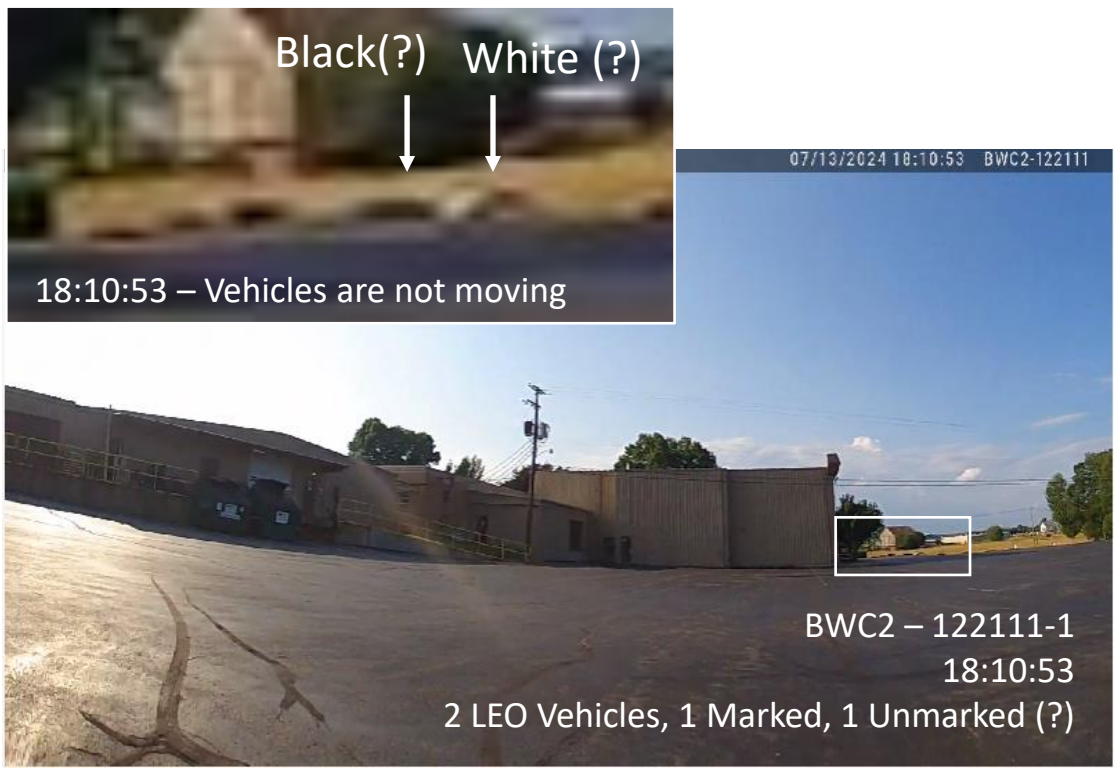 Black(?) White (?)
18:10:53 – Vehicles are not moving
07/13/2024 18:10:53 BWC2-122111
BWC2 – 122111-1
18:10:53
2 LEO Vehicles, 1 Marked, 1 Unmarked (?)